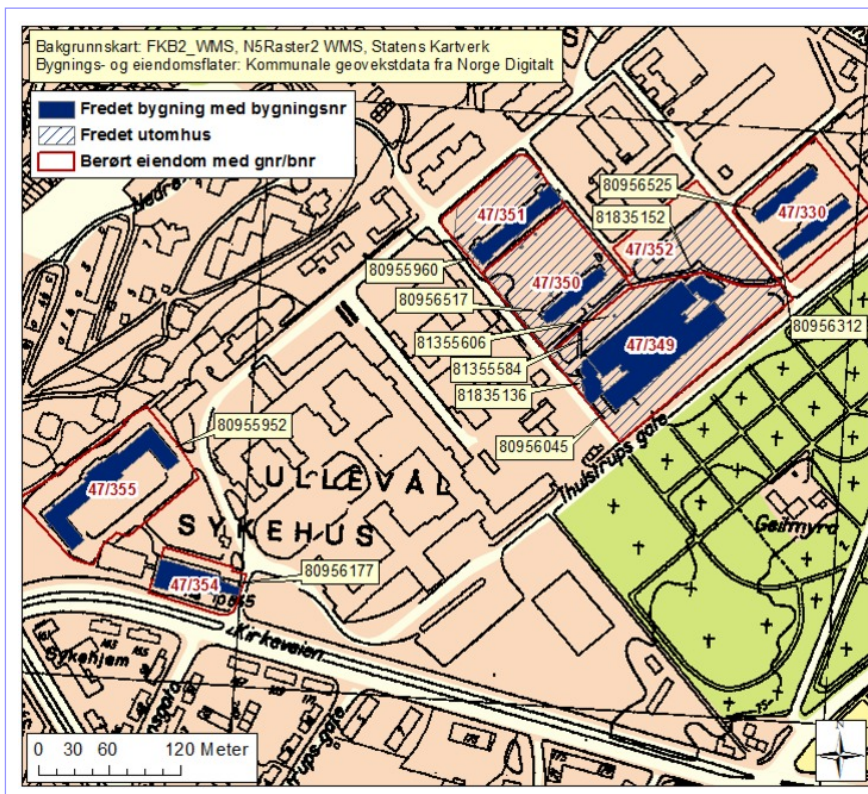 Bakgrunnskart: FKB2_WMS, N5Raster2 WMS, Statens Kartverk
Bygnings- og eiendomsflater: Kommunale geovekstdata fra Norge Digitalt
Fredet bygning med bygningsnr
Fredet utomhus
Berørt eiendom med gnr/bnr
Nedre
80956525
81835152
47/351
47/330
47/352
80955960
47/350
80956517
80956312
81355606
47/349
81355584
81835136
80955952
80956045
Thulstrups gate
47/355
ULLEVÅL
SYKEHUS
Geitmyra
47/354
80956177
Kirkeveien
Sykehjem
0 30 60 120 Meter
N